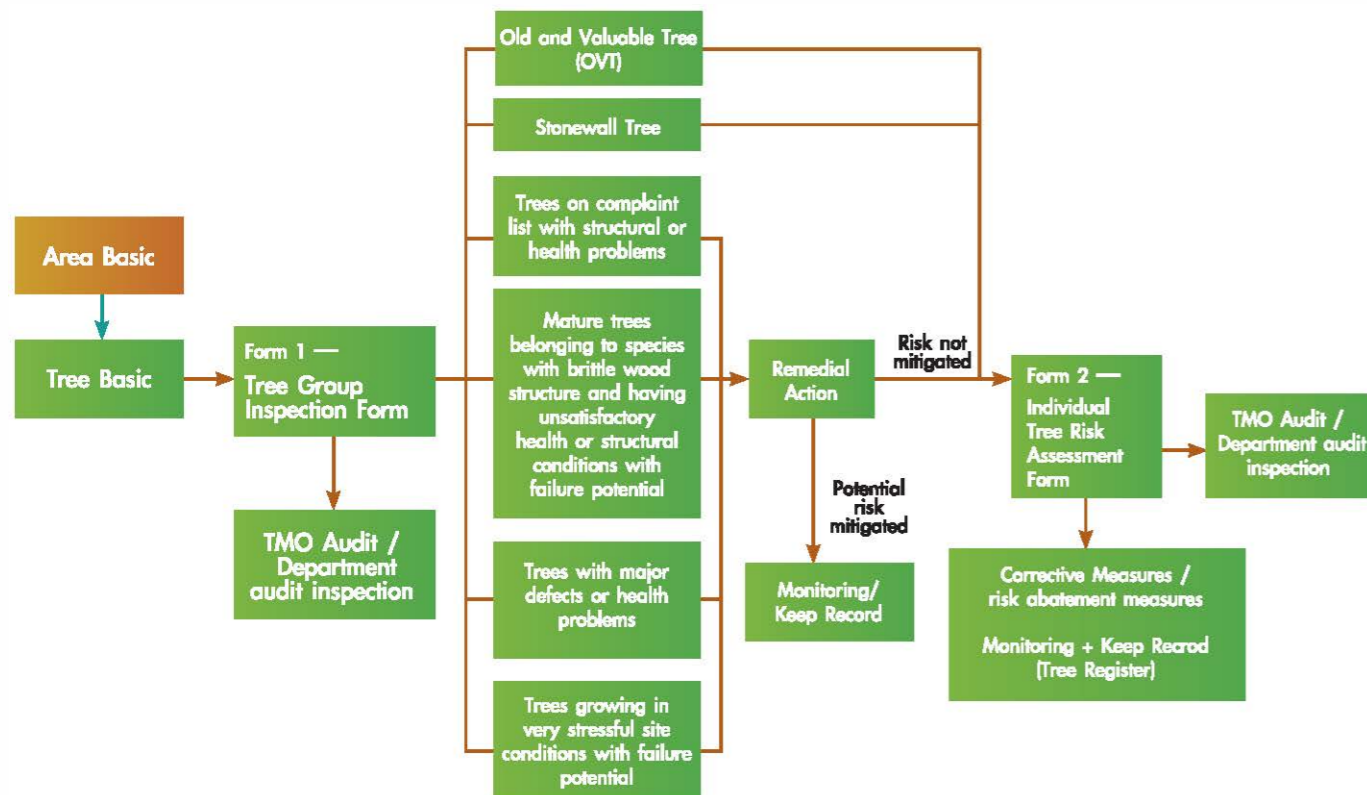 Old and Valuable Tree
(OVT)
Stonewall Tree
Trees on complaint
list with structural or
health problems
Area Basic
Tree Basic
Form 1 —
Tree Group
Inspection Form
Mature trees
belonging to species
with brittle wood
structure and having
unsatisfactory
health or structural
conditions with
failure potential
Remedial
Action
Risk not
mitigated
Form 2 —
Individual
Tree Risk
Assessment
Form
TMO Audit /
Department audit
inspection
Potential
risk
mitigated
TMO Audit /
Department
audit inspection
Trees with major
defects or health
problems
Monitoring/
Keep Record
Corrective Measures /
risk abatement measures
Monitoring + Keep Recrod
(Tree Register)
Trees growing in
very stressful site
conditions with failure
potential